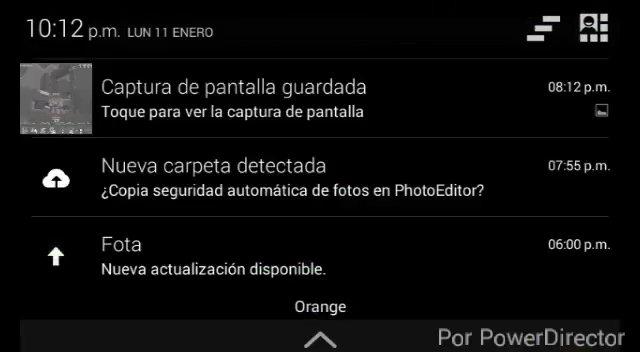 10:12 p.m. LUN 11 ENERO
Captura de pantalla guardada 08:12 p.m.
Toque para ver la captura de pantalla
Nueva carpeta detectada 07:55 p.m.
¿Copia seguridad automática de fotos en PhotoEditor?
Fota 06:00 p.m.
Nueva actualización disponible.
Orange
Por PowerDirector